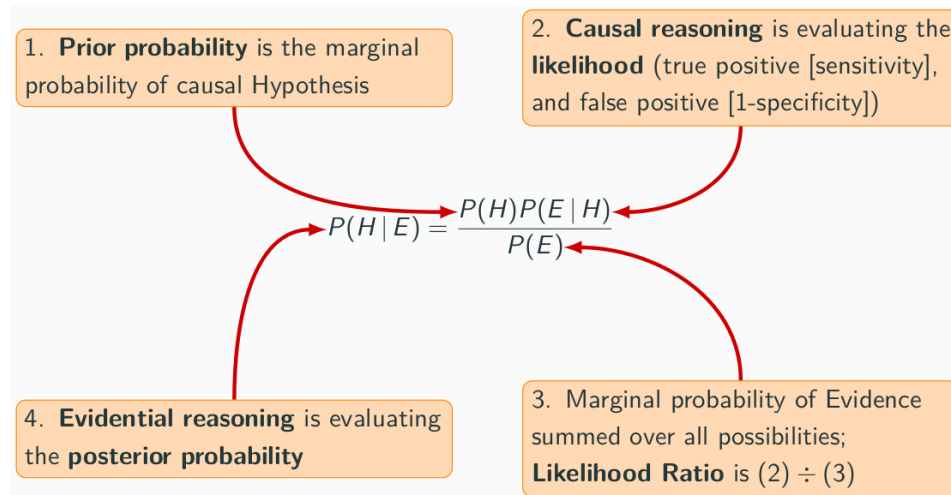 1. Prior probability is the marginal
probability of causal Hypothesis
2. Causal reasoning is evaluating the
likelihood (true positive [sensitivity],
and false positive [1-specificity])
P(H | E) = P(H)P(E | H)
P(E)
4. Evidential reasoning is evaluating
the posterior probability
3. Marginal probability of Evidence
summed over all possibilities;
Likelihood Ratio is (2) ÷ (3)